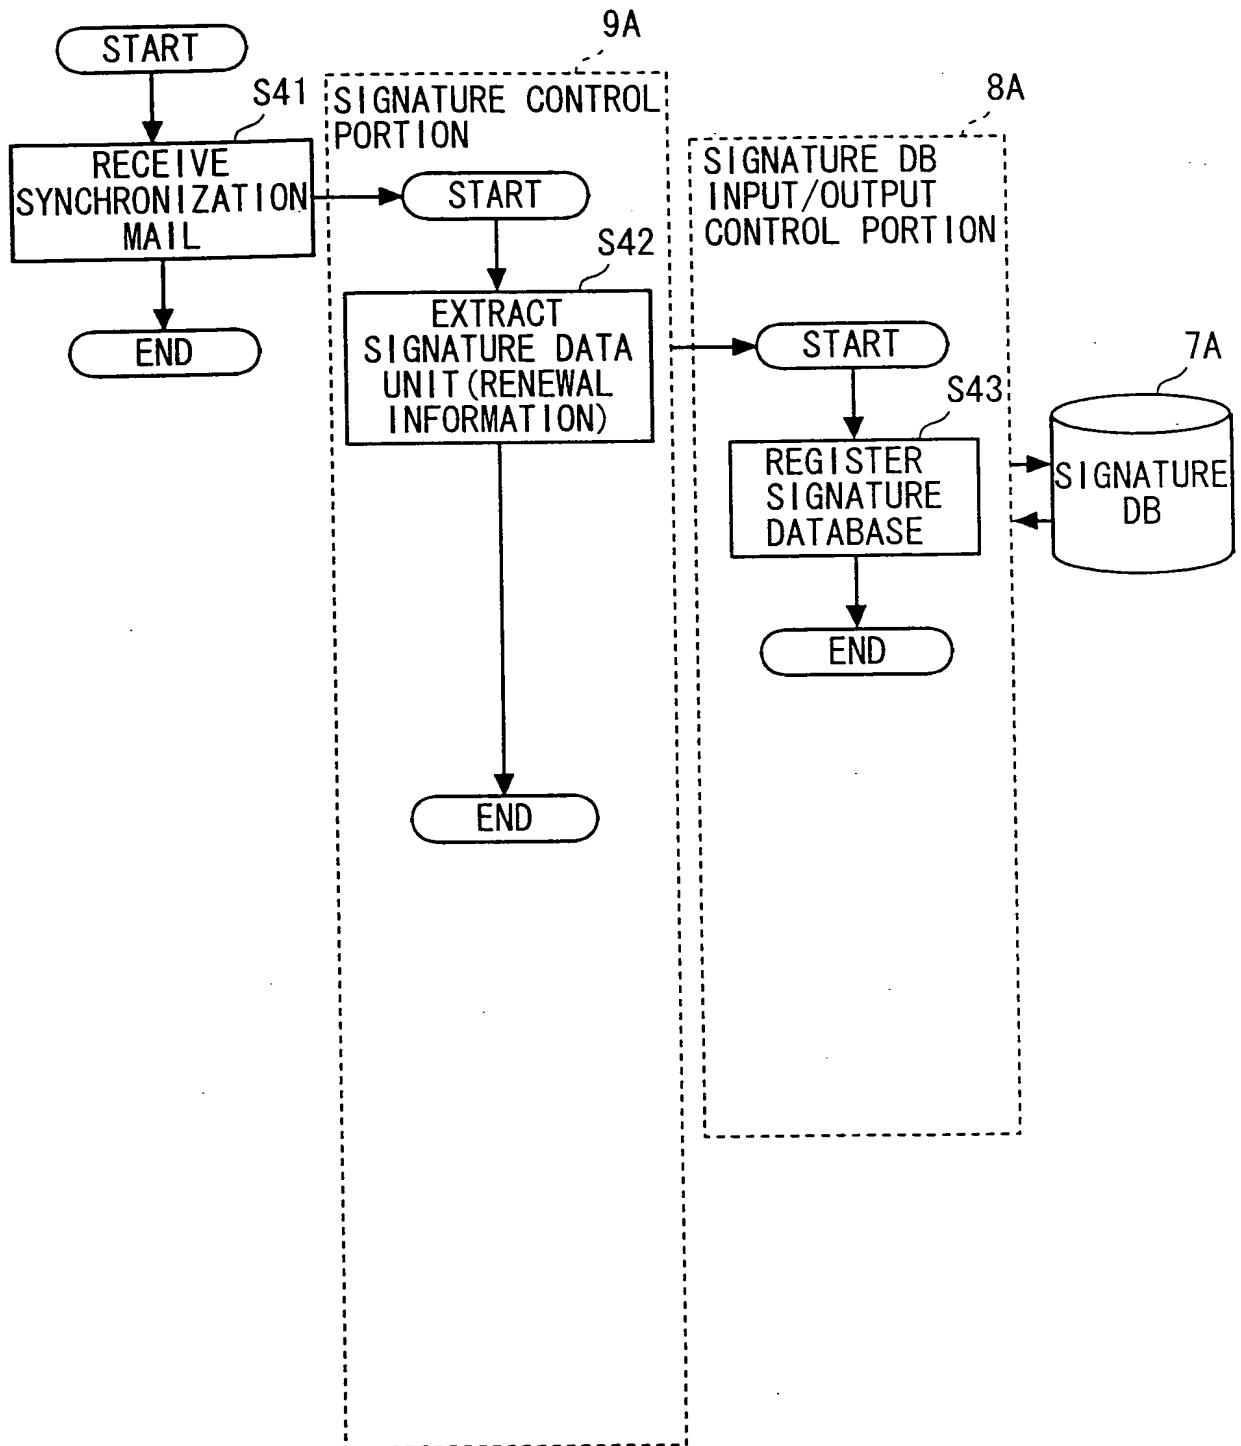 START
S41
RECEIVE
SYNCHRONIZATION
MAIL
END
9A
SIGNATURE CONTROL
PORTION
START
S42
EXTRACT
SIGNATURE DATA
UNIT(RENEWAL
INFORMATION)
END
8A
SIGNATURE DB
INPUT/OUTPUT
CONTROL PORTION
START
S43
REGISTER
SIGNATURE
DATABASE
END
7A
SIGNATURE
DB